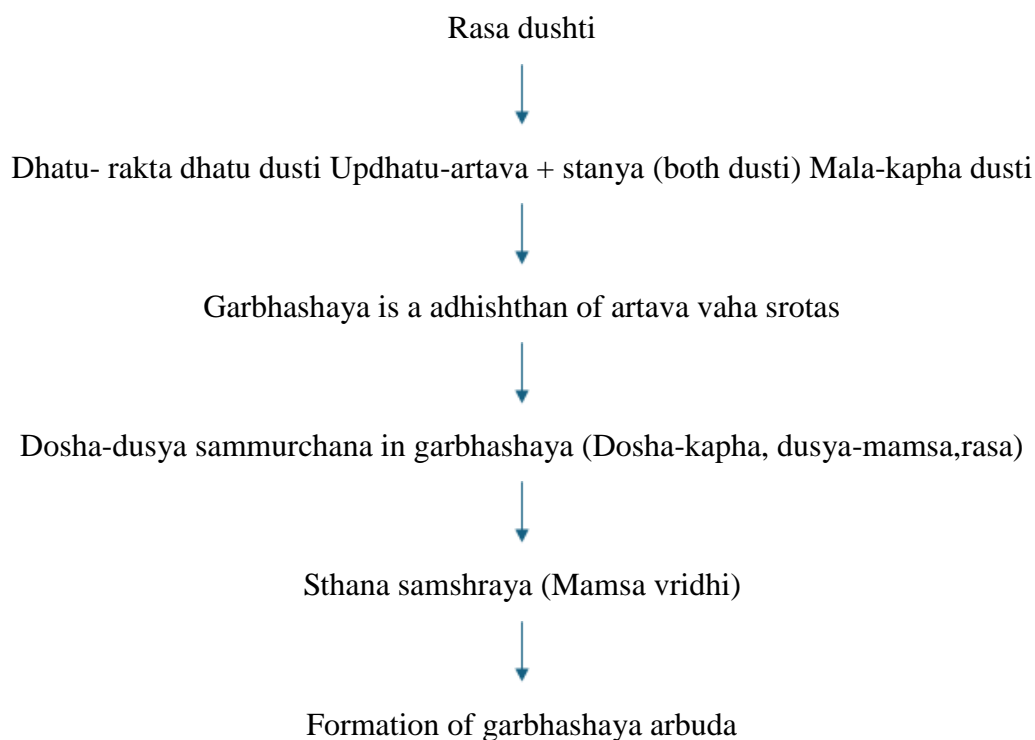 Rasa dushti
Dhatu- rakta dhatu dusti Updhatu-artava + stanya (both dusti) Mala-kapha dusti
Garbhashaya is a adhishthan of artava vaha srotas
Dosha-dusya sammurchana in garbhashaya (Dosha-kapha, dusya-mamsa,rasa)
Sthana samshraya (Mamsa vridhi)
Formation of garbhashaya arbuda